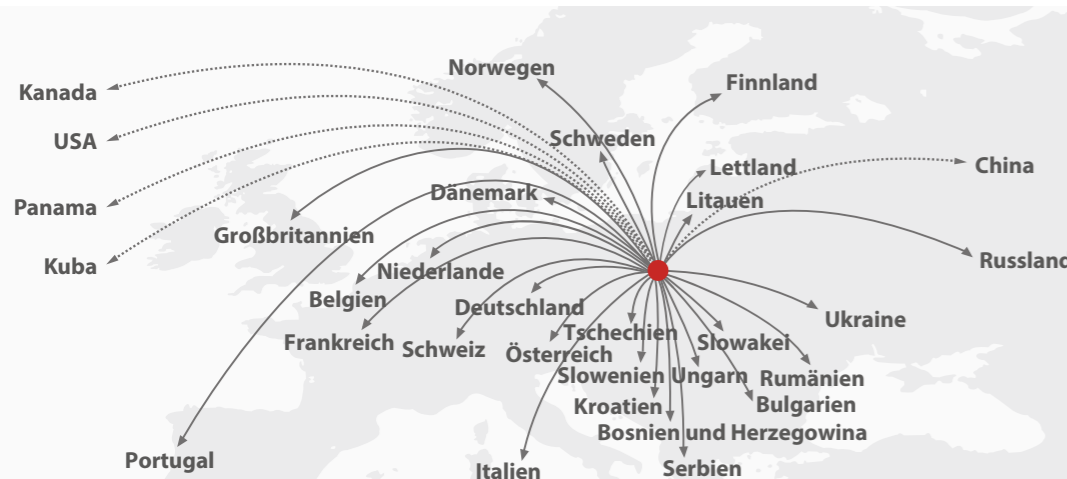 Norwegen
Finnland
Kanada
USA
Schweden
Lettland
China
Dänemark
Litauen
Panama
Großbritannien
Kuba
Niederlande
Russland
Belgien
Deutschland
Ukraine
Tschechien
Frankreich
Schweiz
Slowakei
Österreich
Slowenien
Ungarn
Rumänien
Kroatien
Bulgarien
Bosnien und Herzegowina
Portugal
Italien
Serbien